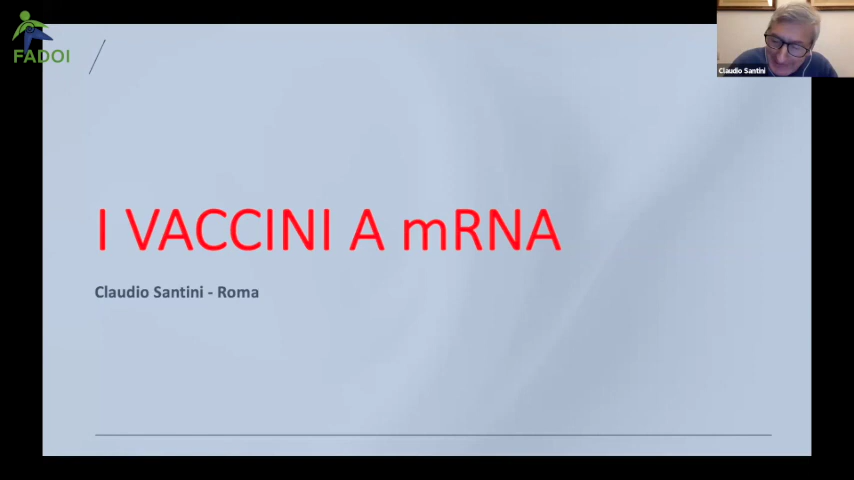 FADOI
Claudio Santini
I VACCINI A mRNA
Claudio Santini - Roma